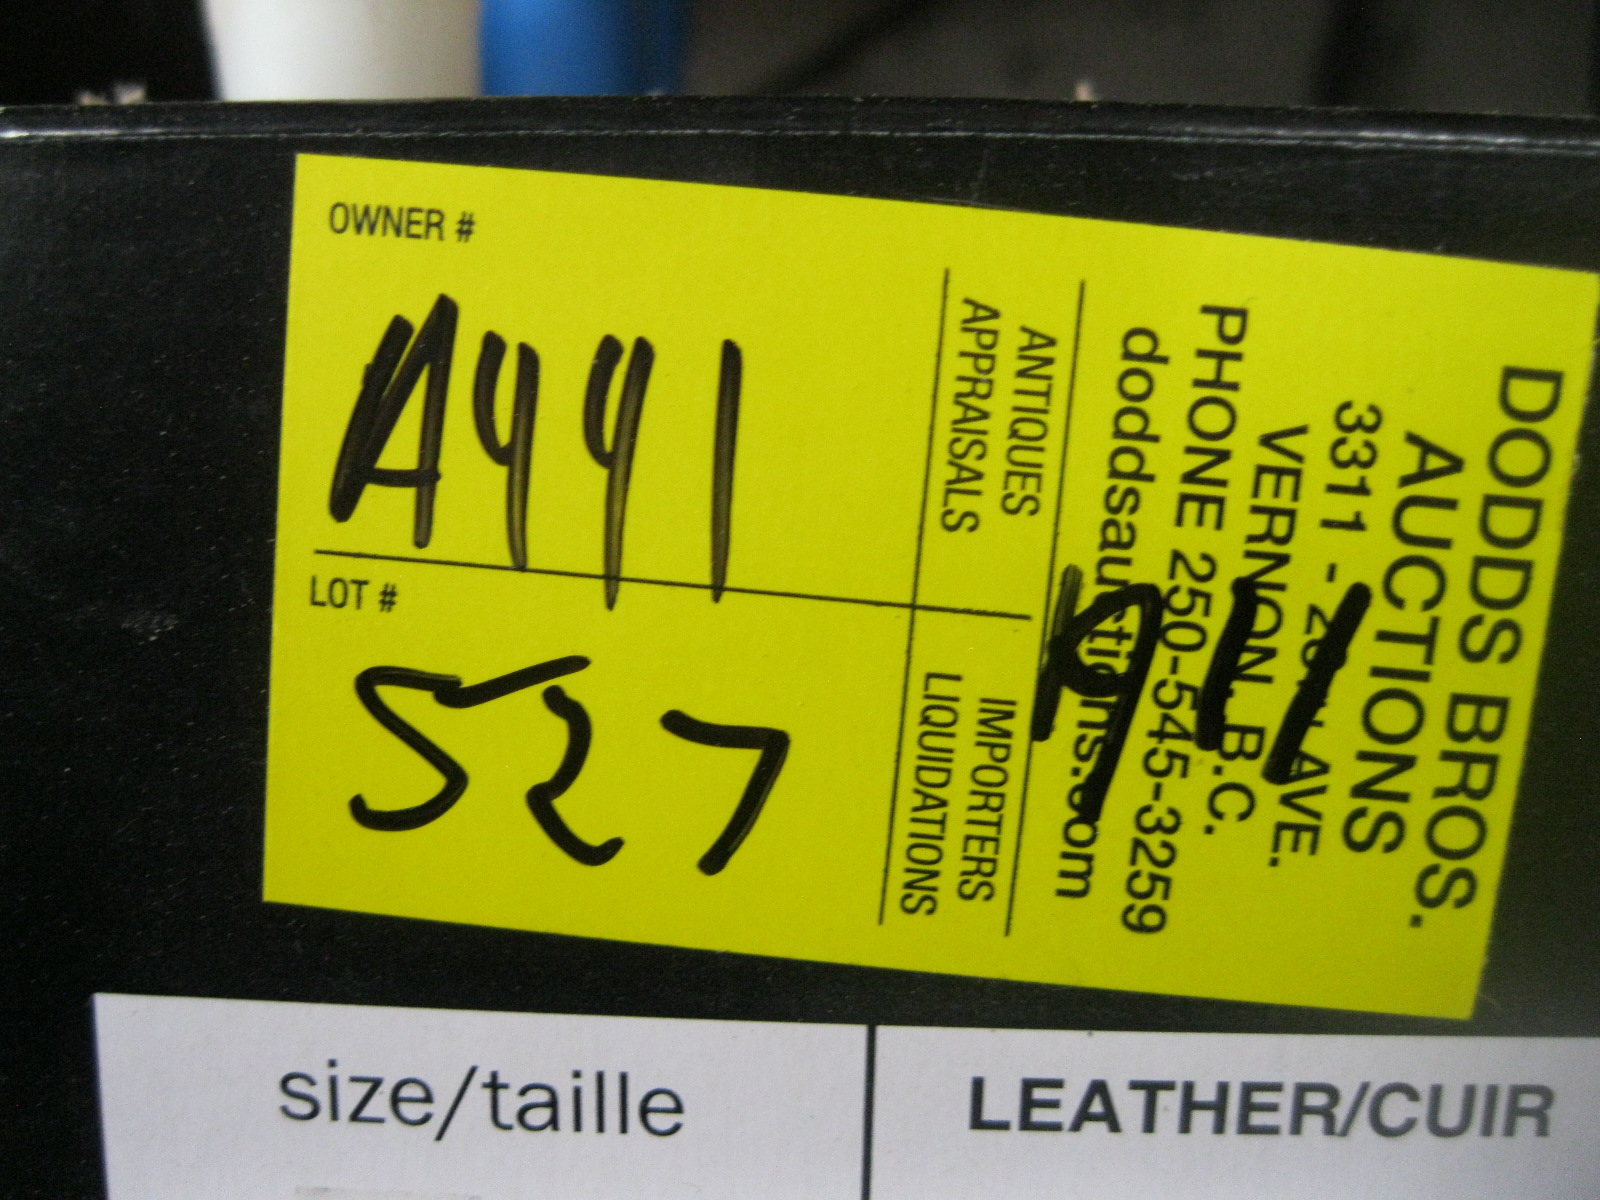 OWNER #
A441
LOT #
527
ANTIQUES
APPRAISALS
IMPORTERS
LIQUIDATIONS
DODDS BROS.
AUCTIONS
3311 - AVE.
VERNON, B.C.
PHONE 250-545-3259
doddsauctions.com
size/taille
LEATHER/CUIR